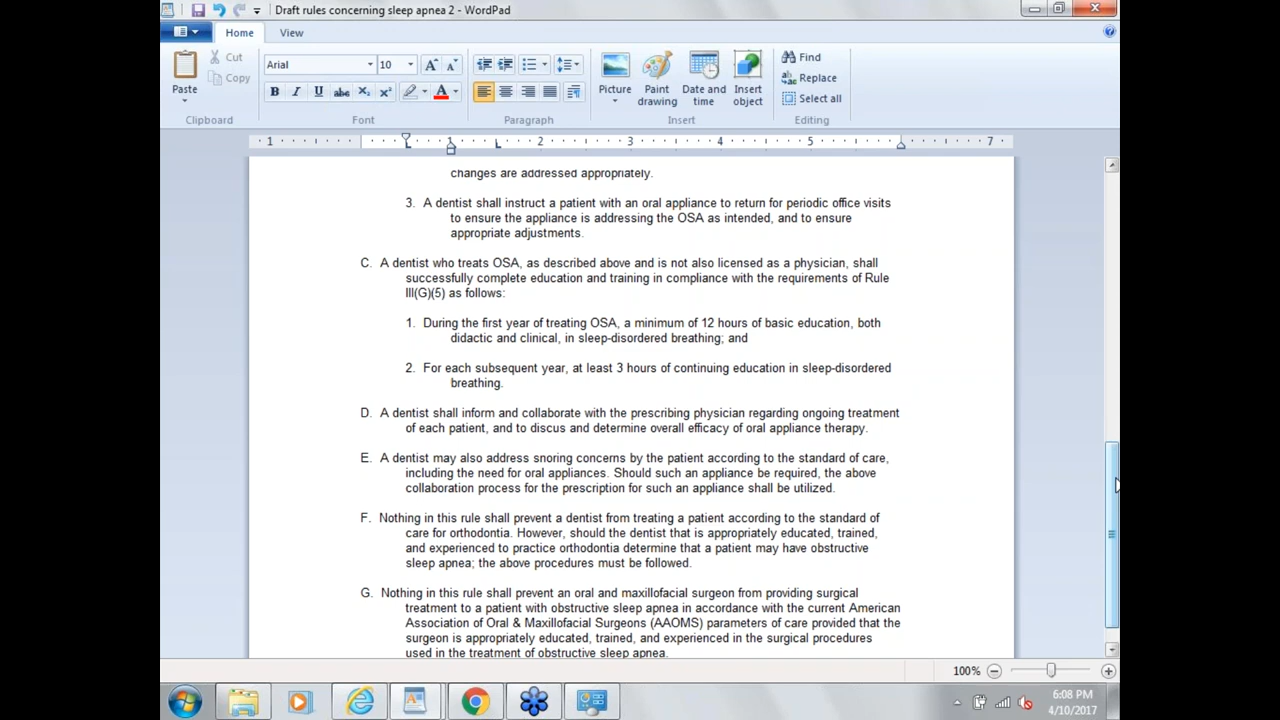 Draft rules concerning sleep apnea 2 - WordPad
Home View
Paste
Cut
Copy
Clipboard
Arial 10
B I U abc X₂ X²
Font
Paragraph
Picture
Paint drawing
Date and time
Insert object
Insert
Find
Replace
Select all
Editing
1 1 2 3 4 5 7
changes are addressed appropriately.
3. A dentist shall instruct a patient with an oral appliance to return for periodic office visits
to ensure the appliance is addressing the OSA as intended, and to ensure
appropriate adjustments.
C. A dentist who treats OSA, as described above and is not also licensed as a physician, shall
successfully complete education and training in compliance with the requirements of Rule
III(G)(5) as follows:
1. During the first year of treating OSA, a minimum of 12 hours of basic education, both
didactic and clinical, in sleep-disordered breathing; and
2. For each subsequent year, at least 3 hours of continuing education in sleep-disordered
breathing.
D. A dentist shall inform and collaborate with the prescribing physician regarding ongoing treatment
of each patient, and to discuss and determine overall efficacy of oral appliance therapy.
E. A dentist may also address snoring concerns by the patient according to the standard of care,
including the need for oral appliances. Should such an appliance be required, the above
collaboration process for the prescription for such an appliance shall be utilized.
F. Nothing in this rule shall prevent a dentist from treating a patient according to the standard of
care for orthodontia. However, should the dentist that is appropriately educated, trained,
and experienced to practice orthodontia determine that a patient may have obstructive
sleep apnea; the above procedures must be followed.
G. Nothing in this rule shall prevent an oral and maxillofacial surgeon from providing surgical
treatment to a patient with obstructive sleep apnea in accordance with the current American
Association of Oral & Maxillofacial Surgeons (AAOMS) parameters of care provided that the
surgeon is appropriately educated, trained, and experienced in the surgical procedures
used in the treatment of obstructive sleep apnea.
100%
6:08 PM
4/10/2017